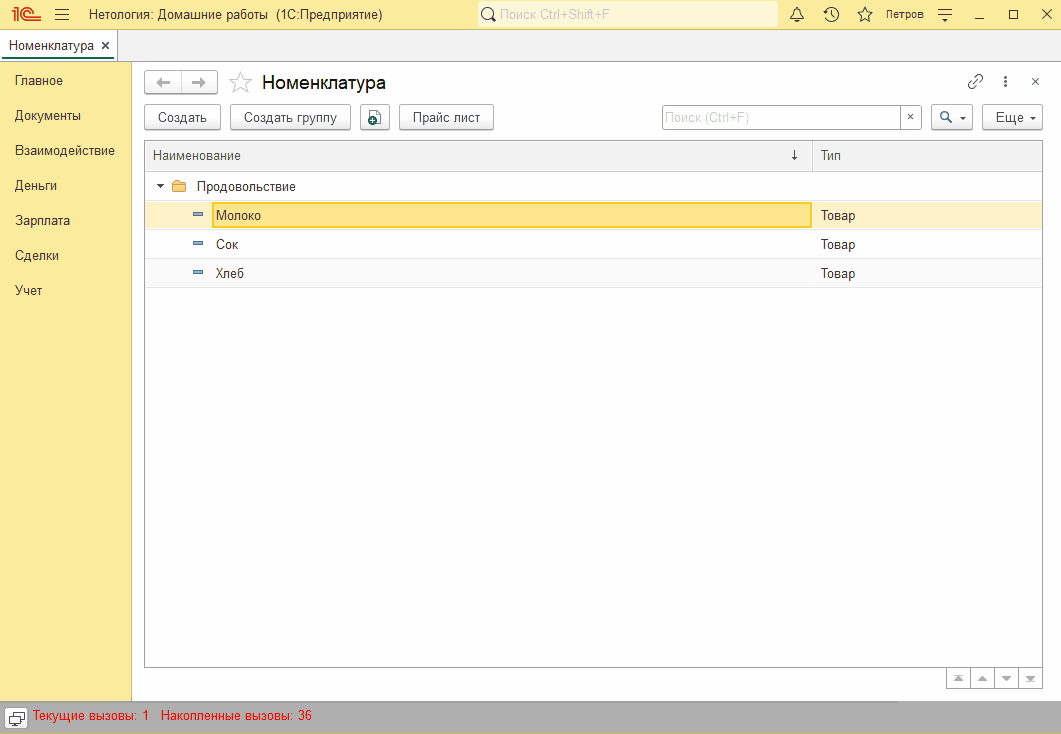 1С Нетология: Домашние работы (1С:Предприятие) Поиск Ctrl+Shift+F Петров
Номенклатура
Главное
Документы
Взаимодействие
Деньги
Зарплата
Сделки
Учет
Номенклатура
Создать Создать группу Прайс лист Поиск (Ctrl+F) Еще
Наименование Тип
Продовольствие
Молоко Товар
Сок Товар
Хлеб Товар
Текущие вызовы: 1 Накопленные вызовы: 36